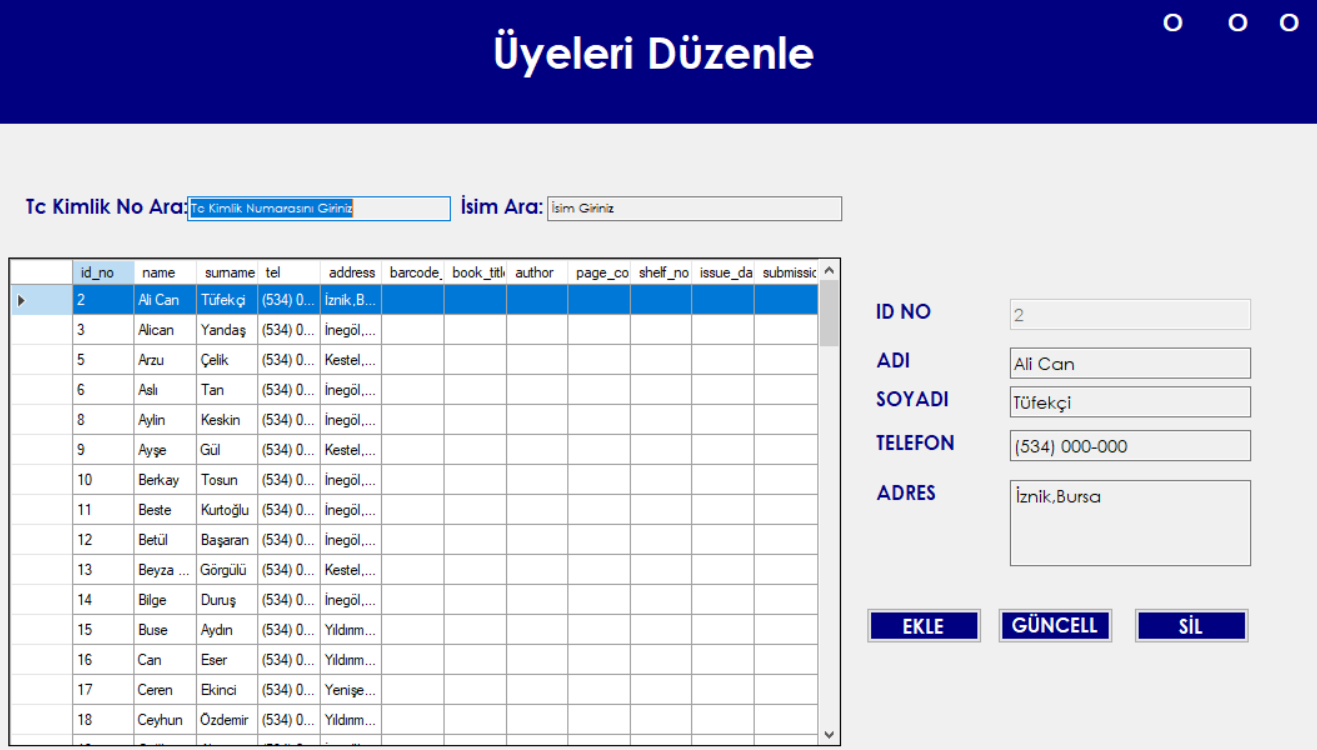 O O O
Üyeleri Düzenle
Tc Kimlik No Ara: Tc Kimlik Numarasını Giriniz İsim Ara: İsim Giriniz
id_no name surname tel address barcode_ book_title author page_co shelf_no issue_da submissic
2 Ali Can Tüfekçi (534) 0... İznik,B...
3 Alican Yandaş (534) 0... İnegöl,...
5 Arzu Çelik (534) 0... Kestel,...
6 Aslı Tan (534) 0... İnegöl,...
8 Aylin Keskin (534) 0... İnegöl,...
9 Ayşe Gül (534) 0... Kestel,...
10 Berkay Tosun (534) 0... İnegöl,...
11 Beste Kurtoğlu (534) 0... İnegöl,...
12 Betül Başaran (534) 0... İnegöl,...
13 Beyza ... Görgülü (534) 0... Kestel,...
14 Bilge Duruş (534) 0... İnegöl,...
15 Buse Aydın (534) 0... Yıldırım...
16 Can Eser (534) 0... Yıldırım...
17 Ceren Ekinci (534) 0... Yenişe...
18 Ceyhun Özdemir (534) 0... Yıldırım...
ID NO 2
ADI Ali Can
SOYADI Tüfekçi
TELEFON (534) 000-000
ADRES İznik,Bursa
EKLE GÜNCELL SİL